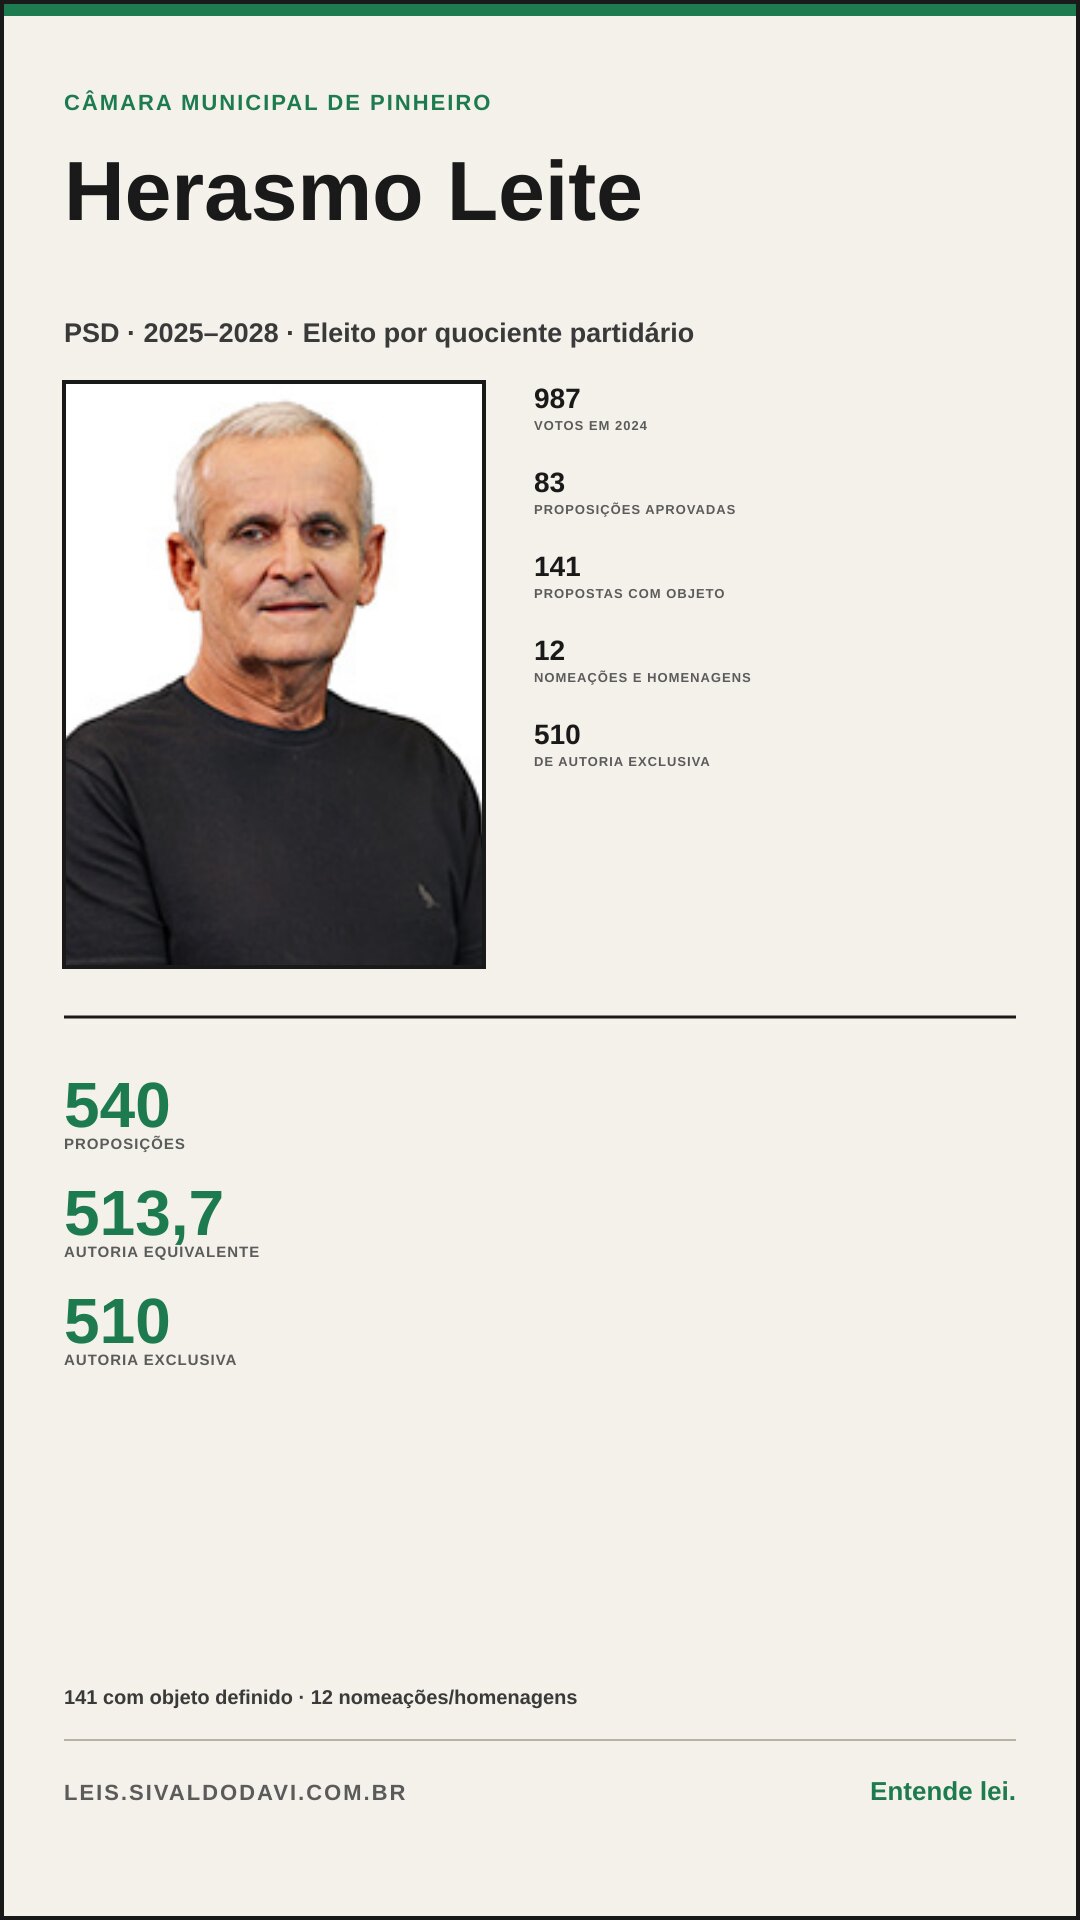 CÂMARA MUNICIPAL DE PINHEIRO
Herasmo Leite
PSD · 2025–2028 · Eleito por quociente partidário
987
VOTOS EM 2024
83
PROPOSIÇÕES APROVADAS
141
PROPOSTAS COM OBJETO
12
NOMEAÇÕES E HOMENAGENS
510
DE AUTORIA EXCLUSIVA
540
PROPOSIÇÕES
513,7
AUTORIA EQUIVALENTE
510
AUTORIA EXCLUSIVA
141 com objeto definido · 12 nomeações/homenagens
LEIS.SIVALDODAVI.COM.BR
Entende lei.